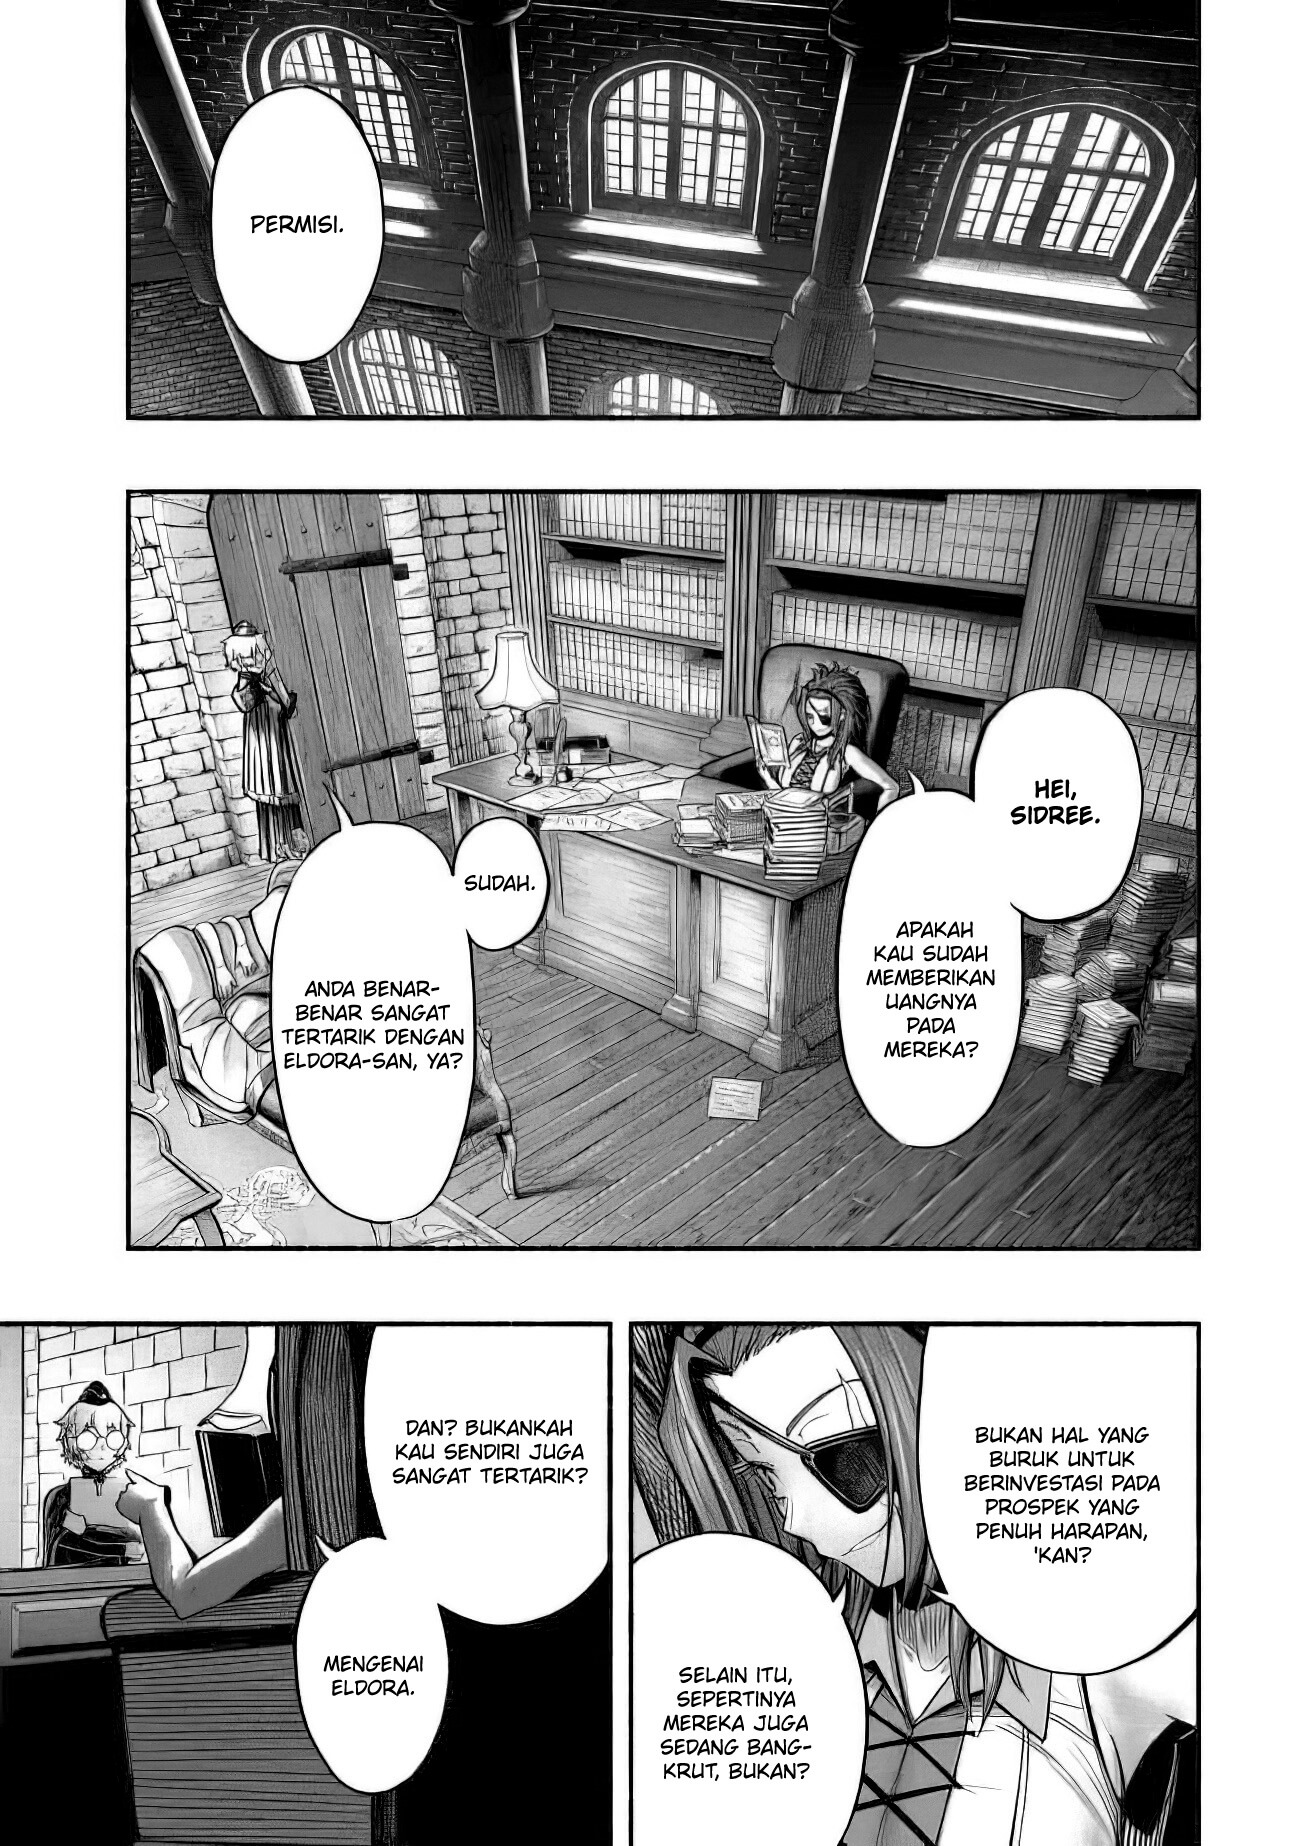 PERMISI.
HEI,
SIDREE.
APAKAH
KAU SUDAH
MEMBERIKAN
UANGNYA
PADA
MEREKA?
SUDAH.
ANDA BENAR-
BENAR SANGAT
TERTARIK DENGAN
ELDORA-SAN, YA?
BUKAN HAL YANG
BURUK UNTUK
BERINVESTASI PADA
PROSPEK YANG
PENUH HARAPAN,
'KAN?
SELAIN ITU,
SEPERTINYA
MEREKA JUGA
SEDANG BANG-
KRUT, BUKAN?
DAN? BUKANKAH
KAU SENDIRI JUGA
SANGAT TERTARIK?
MENGENAI
ELDORA.